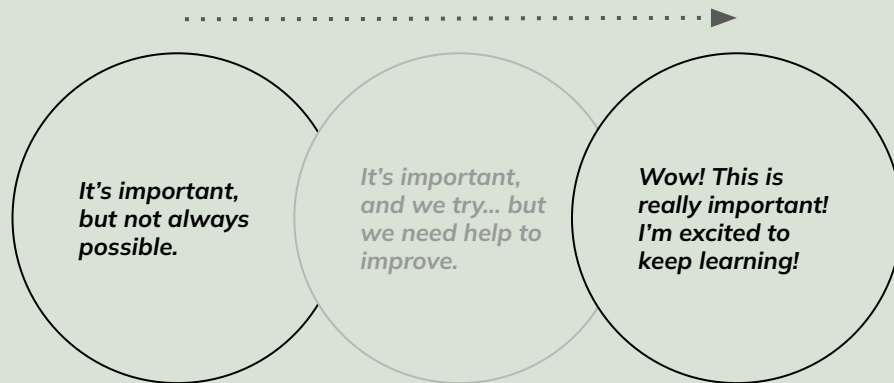 It’s important,
but not always
possible.
It’s important,
and we try... but
we need help to
improve.
Wow! This is
really important!
I’m excited to
keep learning!